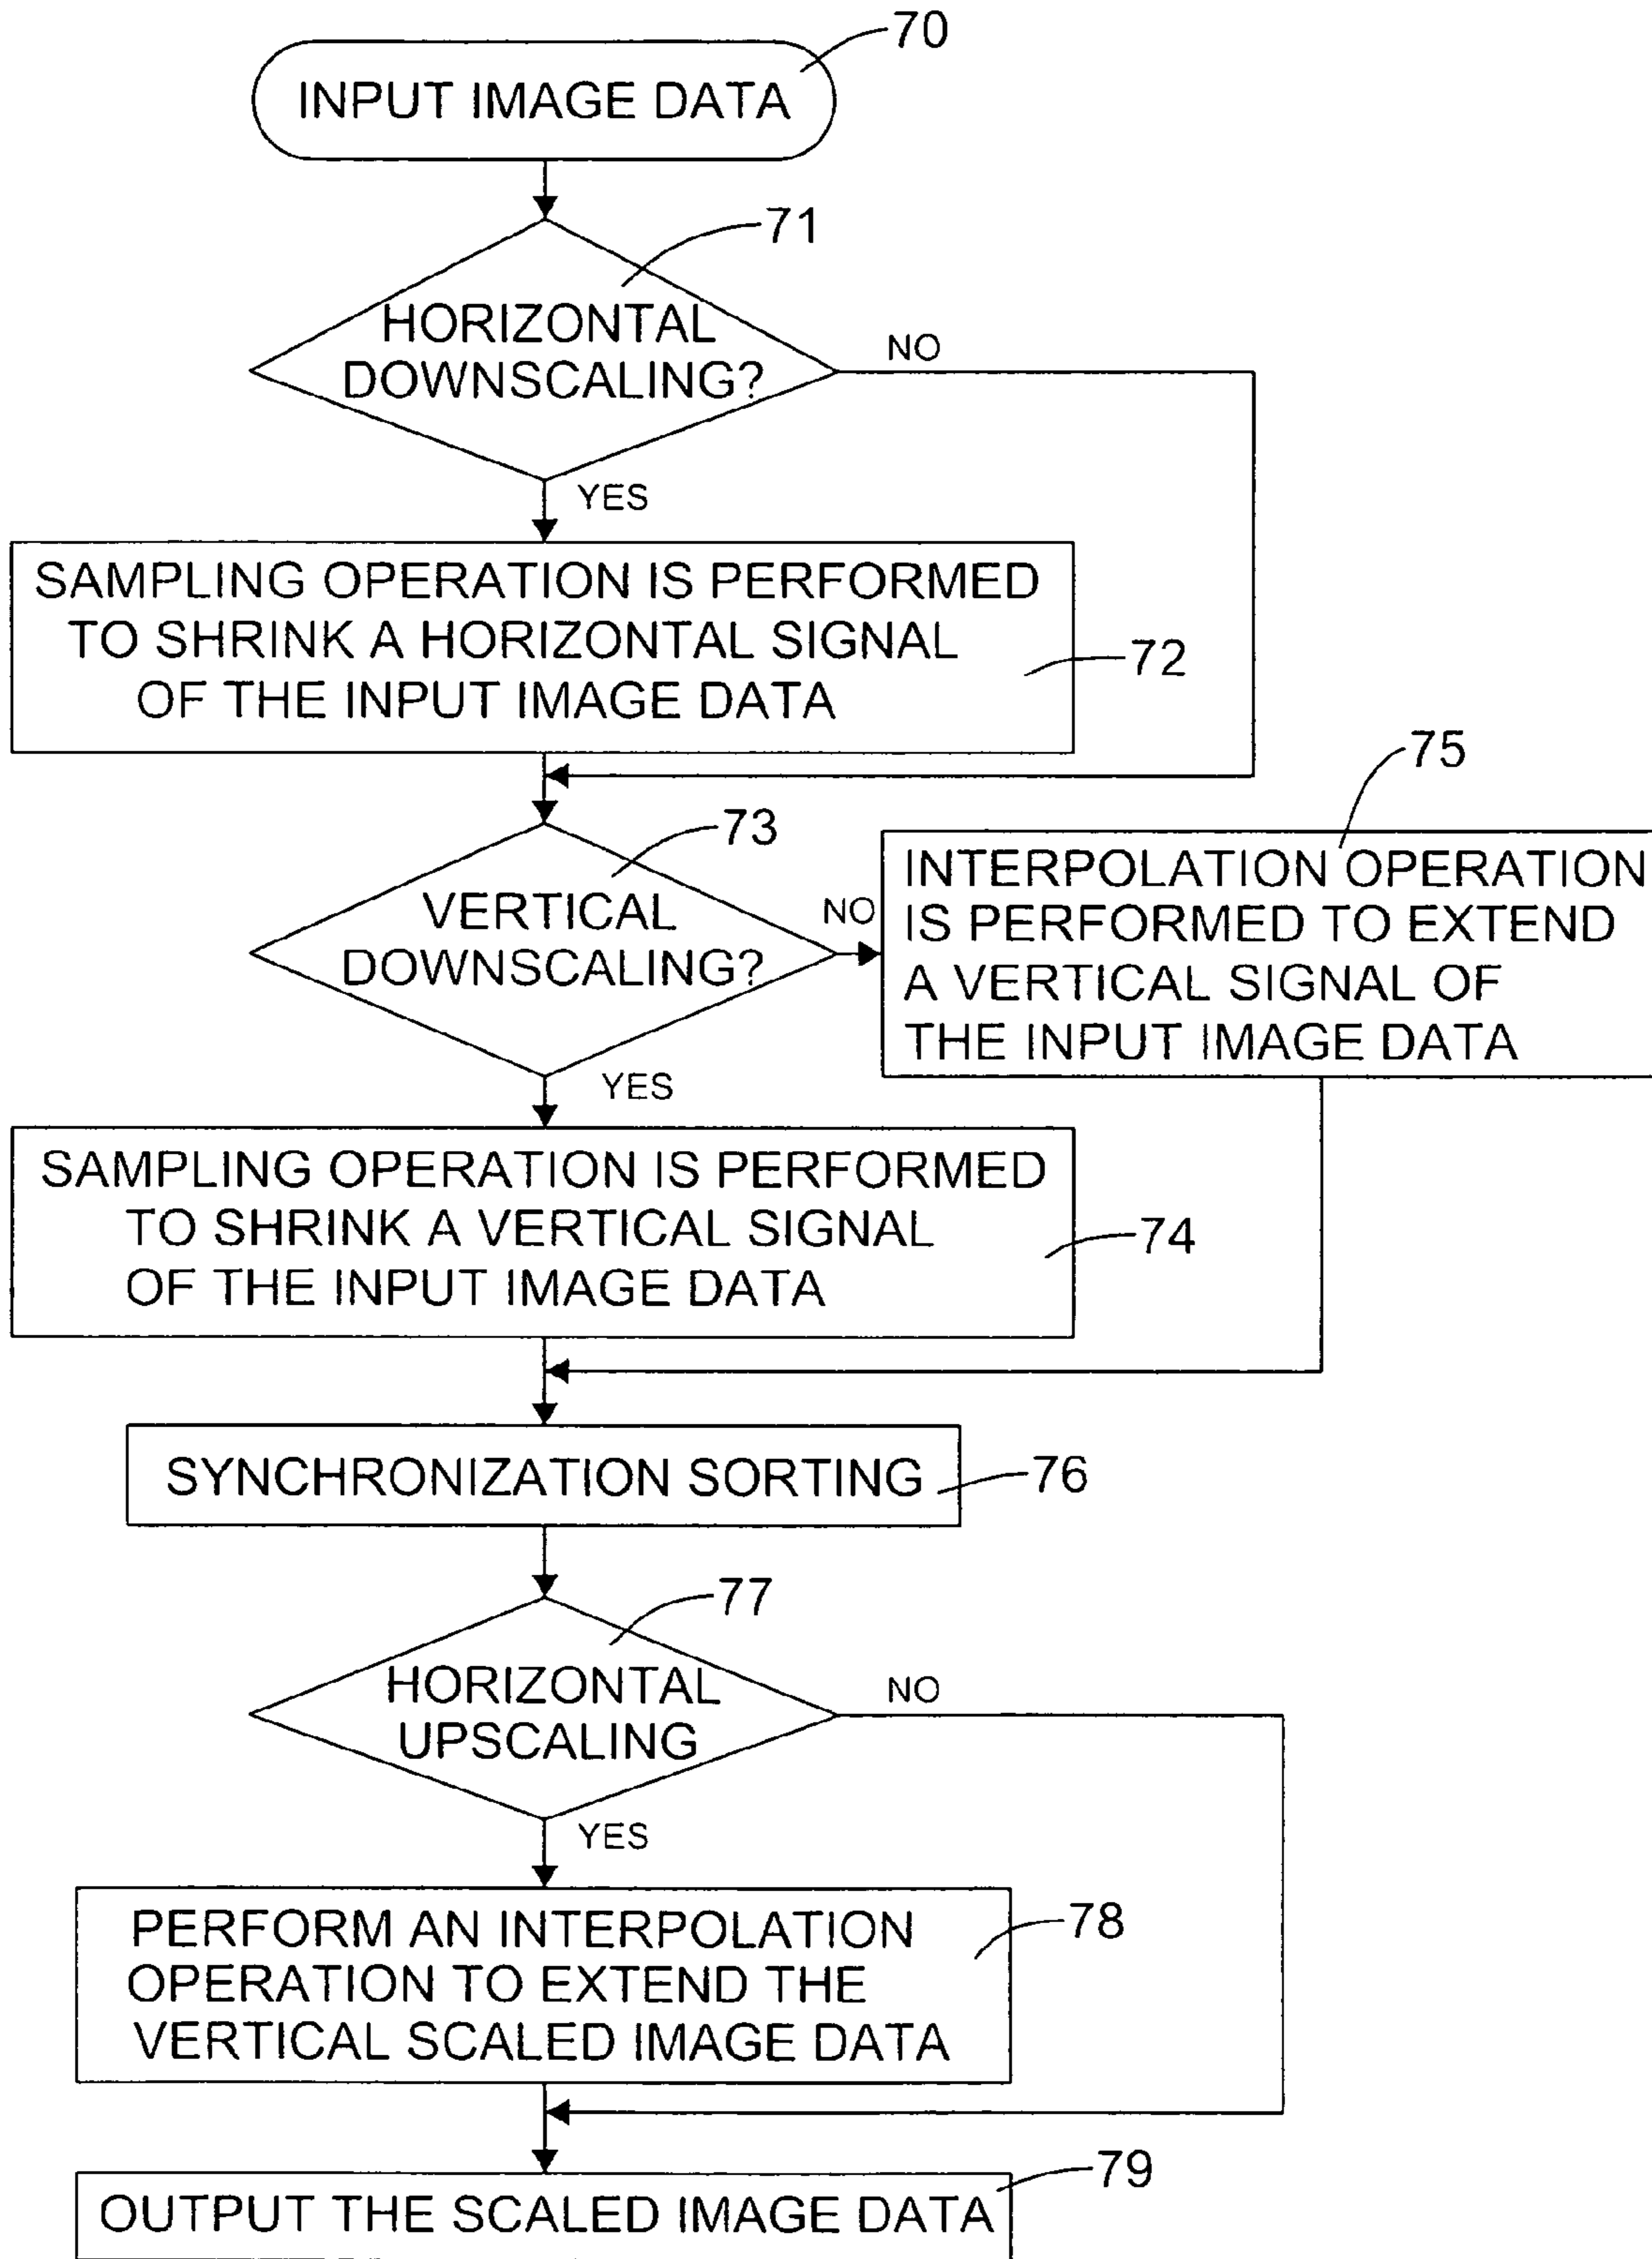 70
INPUT IMAGE DATA
71
HORIZONTAL
DOWNSCALING?
NO
YES
SAMPLING OPERATION IS PERFORMED
TO SHRINK A HORIZONTAL SIGNAL
OF THE INPUT IMAGE DATA
72
73
VERTICAL
DOWNSCALING?
NO
75
INTERPOLATION OPERATION
IS PERFORMED TO EXTEND
A VERTICAL SIGNAL OF
THE INPUT IMAGE DATA
YES
SAMPLING OPERATION IS PERFORMED
TO SHRINK A VERTICAL SIGNAL
OF THE INPUT IMAGE DATA
74
SYNCHRONIZATION SORTING
76
77
HORIZONTAL
UPSCALING
NO
YES
PERFORM AN INTERPOLATION
OPERATION TO EXTEND THE
VERTICAL SCALED IMAGE DATA
78
OUTPUT THE SCALED IMAGE DATA
79